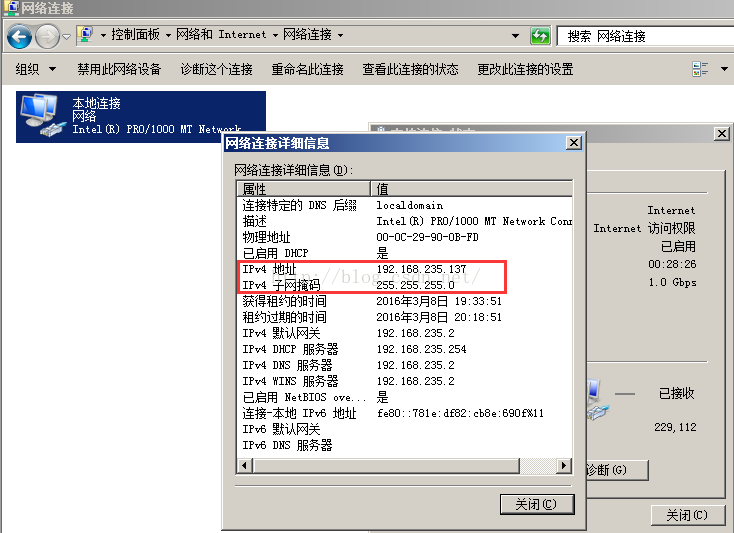 网络连接
控制面板 网络和 Internet 网络连接
搜索 网络连接
组织 禁用此网络设备 诊断这个连接 重命名此连接 查看此连接的状态 更改此连接的设置
本地连接
网络
Intel(R) PRO/1000 MT Network
网络连接详细信息
网络连接详细信息(D):
属性 值
连接特定的 DNS 后缀 localdomain
描述 Intel(R) PRO/1000 MT Network Conn
物理地址 00-0C-29-90-0B-FD
已启用 DHCP 是
IPv4 地址 192.168.235.137
IPv4 子网掩码 255.255.255.0
获得租约的时间 2016年3月8日 19:33:51
租约过期的时间 2016年3月8日 20:18:51
IPv4 默认网关 192.168.235.2
IPv4 DHCP 服务器 192.168.235.254
IPv4 DNS 服务器 192.168.235.2
IPv4 WINS 服务器 192.168.235.2
已启用 NetBIOS ove... 是
连接-本地 IPv6 地址 fe80::781e:df82:cb8e:690f%11
IPv6 默认网关
IPv6 DNS 服务器
关闭(C)
Internet
Internet 访问权限
已启用
00:28:26
1.0 Gbps
已接收
229,112
诊断(G)
关闭(C)
http://blog.csdn.net/